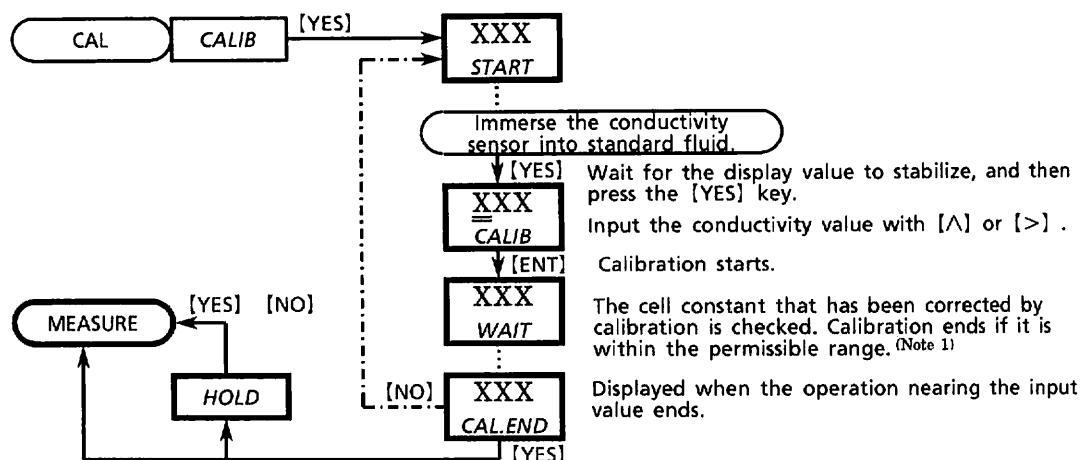 CAL
CALIB
【YES】
XXX
START
Immerse the conductivity
sensor into standard fluid.
【YES】
Wait for the display value to stabilize, and then
press the【YES】key.
XXX
CALIB
Input the conductivity value with【∧】or【>】.
【ENT】
Calibration starts.
XXX
WAIT
The cell constant that has been corrected by
calibration is checked. Calibration ends if it is
within the permissible range. (Note 1)
MEASURE
【YES】【NO】
HOLD
【NO】
XXX
CAL.END
Displayed when the operation nearing the input
value ends.
【YES】